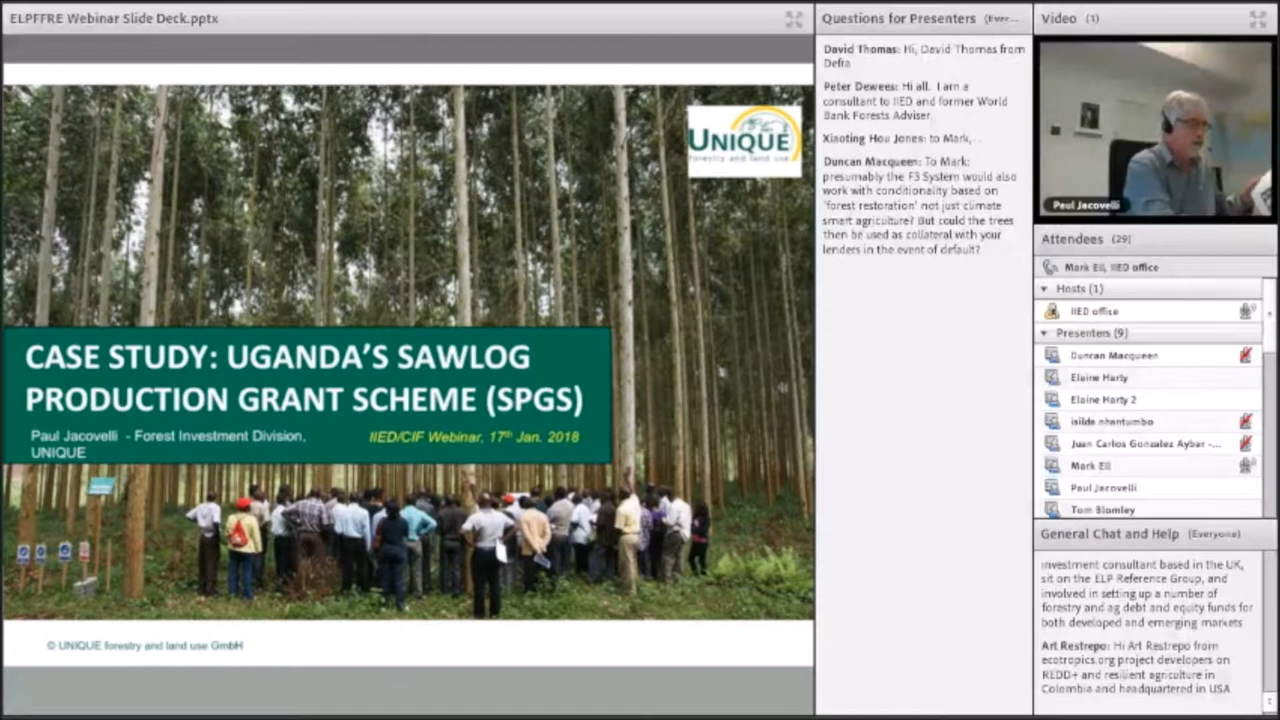 ELPFFRE Webinar Slide Deck.pptx
UNIQUE
forestry and land use
CASE STUDY: UGANDA'S SAWLOG
PRODUCTION GRANT SCHEME (SPGS)
Paul Jacovelli - Forest Investment Division,
UNIQUE
IIED/CIF Webinar, 17th Jan. 2018
© UNIQUE forestry and land use GmbH
Questions for Presenters (Ever...
David Thomas: Hi, David Thomas from
Defra
Peter Dewees: Hi all. I am a
consultant to IIED and former World
Bank Forests Adviser.
Xiaoting Hou Jones: to Mark, . .
Duncan Macqueen: To Mark:
presumably the F3 System would also
work with conditionality based on
'forest restoration' not just climate
smart agriculture? But could the trees
then be used as collateral with your
lenders in the event of default?
Video (1)
Paul Jacovelli
Attendees (29)
Mark Ell, IIED office
Hosts (1)
IIED office
Presenters (9)
Duncan Macqueen
Elaine Harty
Elaine Harty 2
isilda nhantumbo
Juan Carlos Gonzalez Aybar -...
Mark Ell
Paul Jacovelli
Tom Blomley
General Chat and Help (Everyone)
investment consultant based in the UK,
sit on the ELP Reference Group, and
involved in setting up a number of
forestry and ag debt and equity funds for
both developed and emerging markets
Art Restrepo: Hi Art Restrepo from
ecotropics.org project developers on
REDD+ and resilient agriculture in
Colombia and headquartered in USA